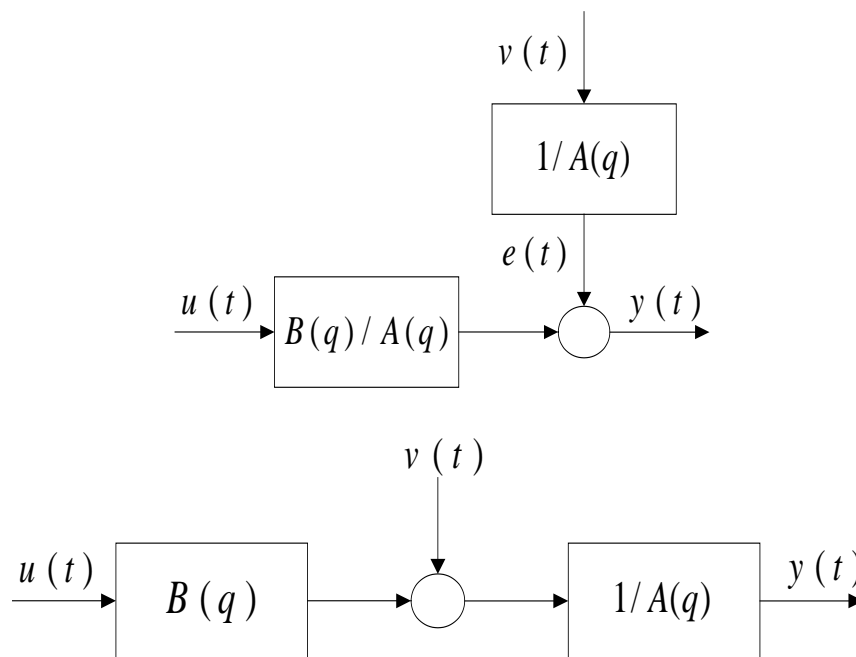 v(t)
1/A(q)
e(t)
u(t)
B(q)/A(q)
y(t)
v(t)
u(t)
B(q)
1/A(q)
y(t)